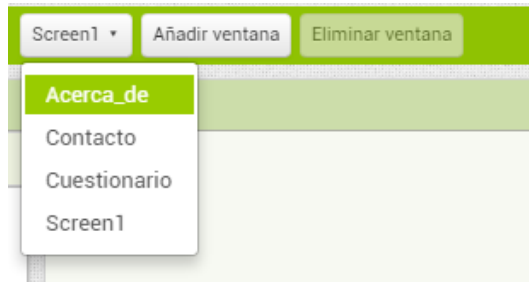 Screen1 Añadir ventana Eliminar ventana
Acerca_de
Contacto
Cuestionario
Screen1